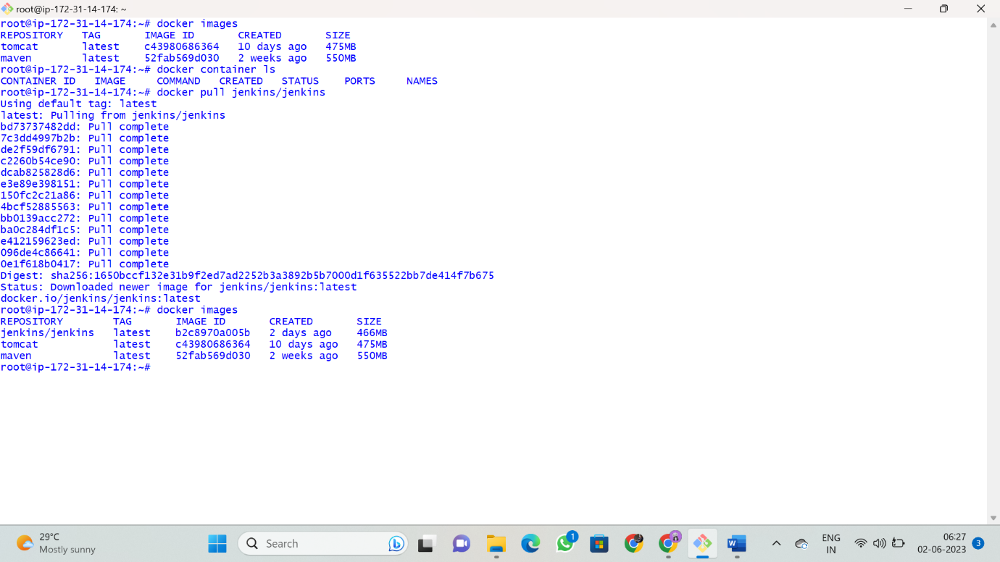 root@ip-172-31-14-174: ~
root@ip-172-31-14-174:~# docker images
REPOSITORY   TAG       IMAGE ID       CREATED       SIZE
tomcat       latest    c43980686364   10 days ago   475MB
maven        latest    52fab569d030   2 weeks ago   550MB
root@ip-172-31-14-174:~# docker container ls
CONTAINER ID   IMAGE     COMMAND   CREATED   STATUS    PORTS     NAMES
root@ip-172-31-14-174:~# docker pull jenkins/jenkins
Using default tag: latest
latest: Pulling from jenkins/jenkins
bd73737482dd: Pull complete
7c3dd4997b2b: Pull complete
de2f59df6791: Pull complete
c2260b54ce90: Pull complete
dcab825828d6: Pull complete
e3e89e398151: Pull complete
150fc2c21a86: Pull complete
4bcf52885563: Pull complete
bb0139acc272: Pull complete
ba0c284df1c5: Pull complete
e412159623ed: Pull complete
096de4c86641: Pull complete
0e1f618b0417: Pull complete
Digest: sha256:1650bccf132e31b9f2ed7ad2252b3a3892b5b7000d1f635522bb7de414f7b675
Status: Downloaded newer image for jenkins/jenkins:latest
docker.io/jenkins/jenkins:latest
root@ip-172-31-14-174:~# docker images
REPOSITORY        TAG       IMAGE ID       CREATED       SIZE
jenkins/jenkins   latest    b2c8970a005b   2 days ago    466MB
tomcat            latest    c43980686364   10 days ago   475MB
maven             latest    52fab569d030   2 weeks ago   550MB
root@ip-172-31-14-174:~#
29°C
Mostly sunny
Search
1
ENG
IN
06:27
02-06-2023
3